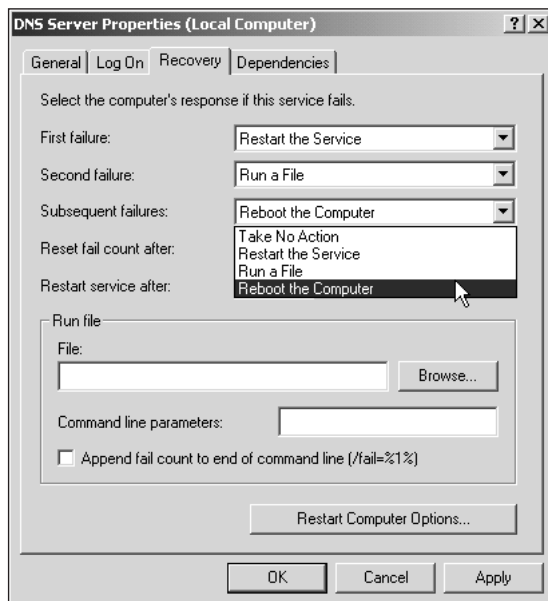 DNS Server Properties (Local Computer)
General Log On Recovery Dependencies
Select the computer's response if this service fails.
First failure: Restart the Service
Second failure: Run a File
Subsequent failures: Reboot the Computer
Take No Action
Reset fail count after: Restart the Service
Run a File
Restart service after: Reboot the Computer
Run file
File:
Browse...
Command line parameters:
Append fail count to end of command line (/fail=%1%)
Restart Computer Options...
OK Cancel Apply